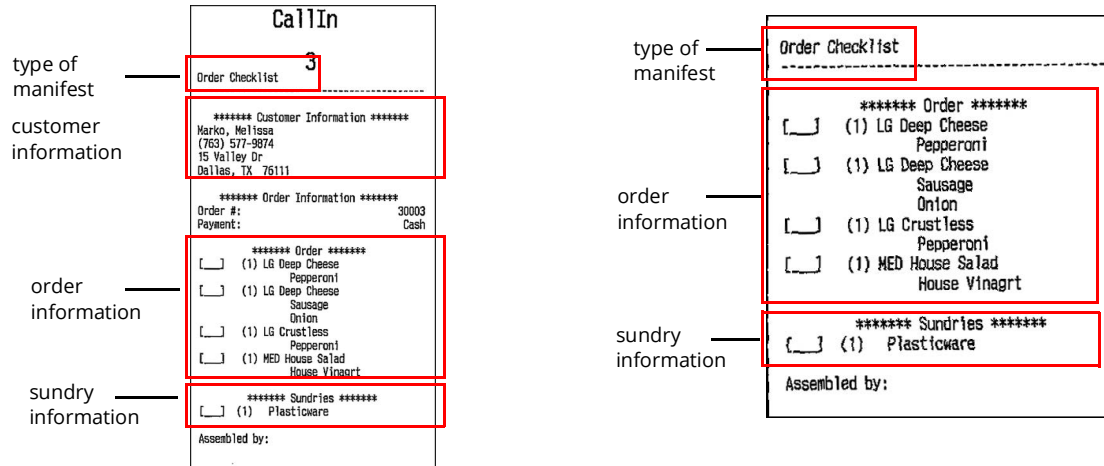 CallIn
3
type of
manifest
Order Checklist
customer
information
******* Customer Information *******
Marko, Melissa
(763) 577-9874
15 Valley Dr
Dallas, TX 76111
******* Order Information *******
Order #: 30003
Payment: Cash
order
information
******* Order *******
[__] (1) LG Deep Cheese
Pepperoni
[__] (1) LG Deep Cheese
Sausage
Onion
[__] (1) LG Crustless
Pepperoni
[__] (1) MED House Salad
House Vinagrt
sundry
information
******* Sundries *******
[__] (1) Plasticware
Assembled by:
type of
manifest
Order Checklist
order
information
******* Order *******
[__] (1) LG Deep Cheese
Pepperoni
[__] (1) LG Deep Cheese
Sausage
Onion
[__] (1) LG Crustless
Pepperoni
[__] (1) MED House Salad
House Vinagrt
sundry
information
******* Sundries *******
[__] (1) Plasticware
Assembled by: